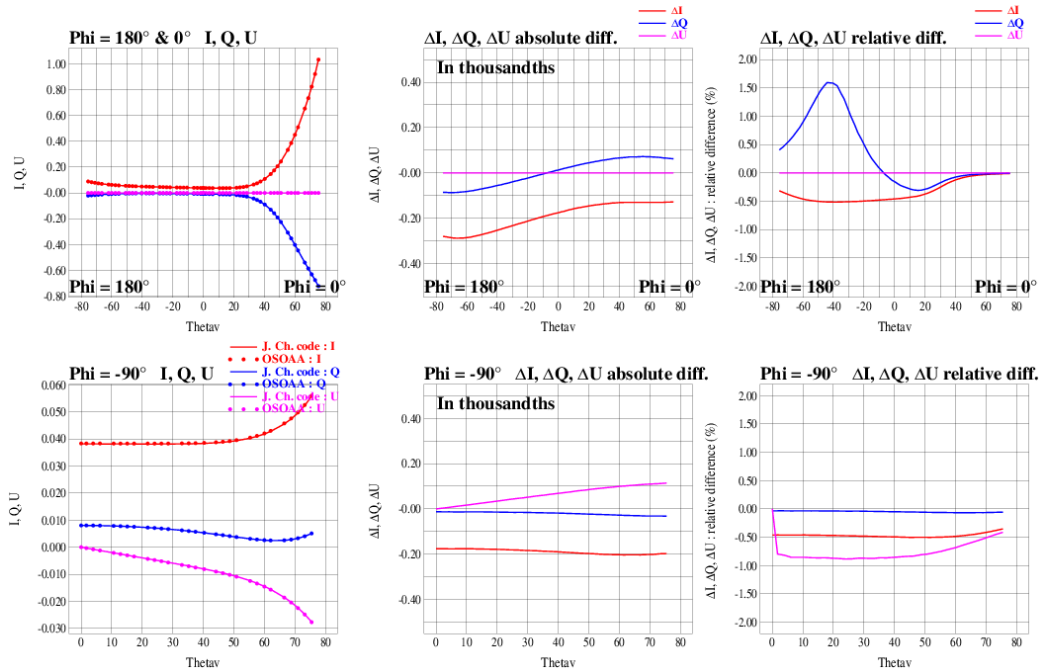 ΔI
ΔQ
ΔU
ΔI
ΔQ
ΔU
Phi = 180° & 0° I, Q, U
ΔI, ΔQ, ΔU absolute diff.
ΔI, ΔQ, ΔU relative diff.
I, Q, U
1.00
0.80
0.60
0.40
0.20
-0.00
-0.20
-0.40
-0.60
-0.80
Phi = 180°
Phi = 0°
-80 -60 -40 -20 0 20 40 60 80
Thetav
In thousandths
ΔI, ΔQ, ΔU
0.40
0.20
-0.00
-0.20
-0.40
Phi = 180°
Phi = 0°
-80 -60 -40 -20 0 20 40 60 80
Thetav
ΔI, ΔQ, ΔU : relative difference (%)
2.00
1.50
1.00
0.50
-0.00
-0.50
-1.00
-1.50
-2.00
Phi = 180°
Phi = 0°
-80 -60 -40 -20 0 20 40 60 80
Thetav
J. Ch. code : I
OSOAA : I
J. Ch. code : Q
OSOAA : Q
J. Ch. code : U
OSOAA : U
Phi = -90° I, Q, U
Phi = -90° ΔI, ΔQ, ΔU absolute diff.
Phi = -90° ΔI, ΔQ, ΔU relative diff.
I, Q, U
0.060
0.050
0.040
0.030
0.020
0.010
0.000
-0.010
-0.020
-0.030
0 10 20 30 40 50 60 70 80
Thetav
In thousandths
ΔI, ΔQ, ΔU
0.40
0.20
-0.00
-0.20
-0.40
0 10 20 30 40 50 60 70 80
Thetav
ΔI, ΔQ, ΔU : relative difference (%)
2.00
1.50
1.00
0.50
-0.00
-0.50
-1.00
-1.50
-2.00
0 10 20 30 40 50 60 70 80
Thetav